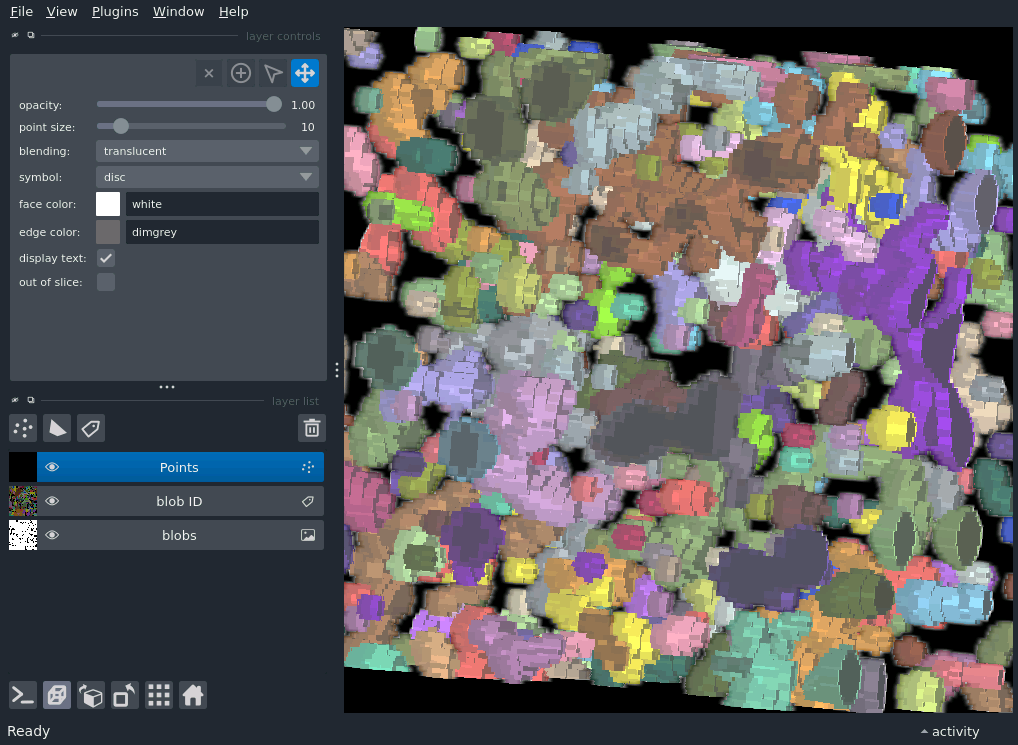 File View Plugins Window Help
layer controls
opacity: 1.00
point size: 10
blending: translucent
symbol: disc
face color: white
edge color: dimgrey
display text:
out of slice:
layer list
Points
blob ID
blobs
Ready
activity